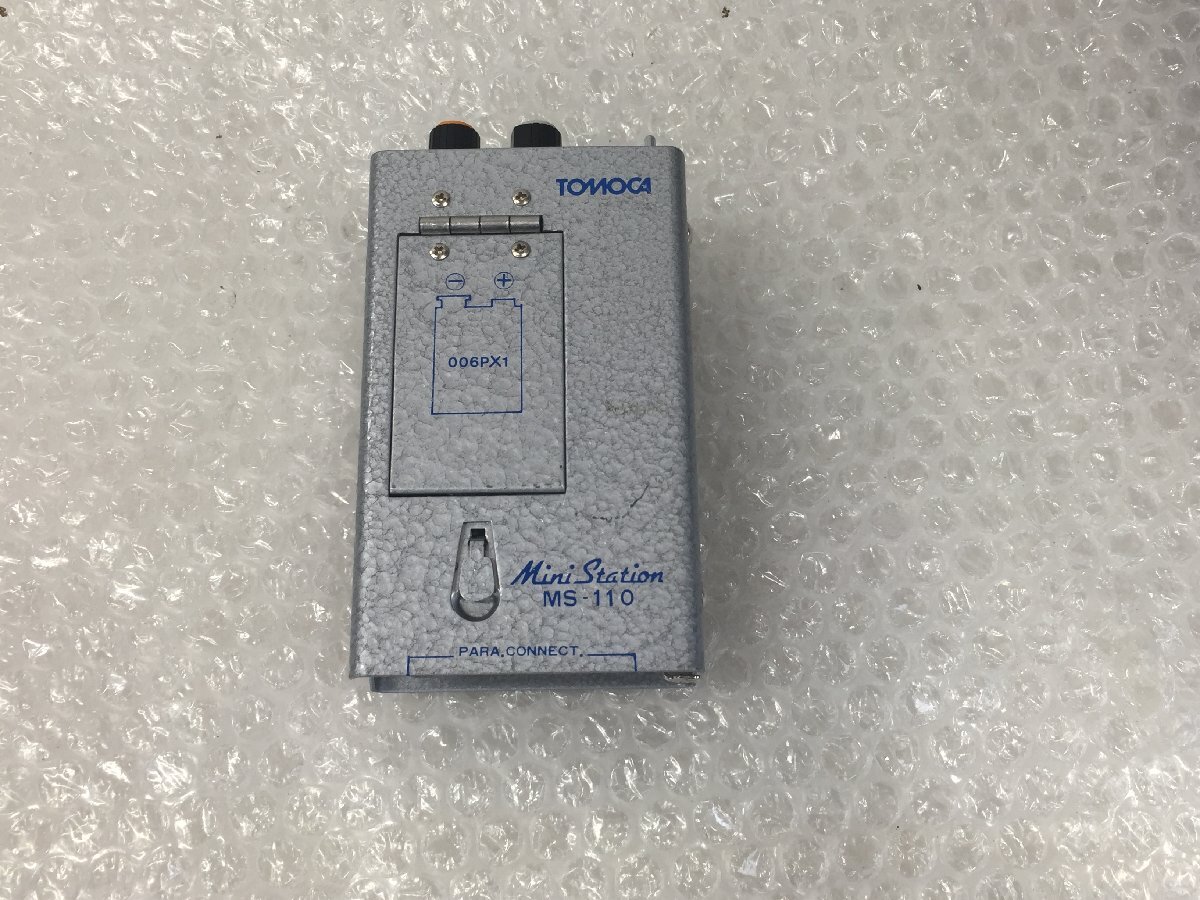 TOMOCA
⊖ ⊕
006PX1
Mini Station
MS-110
PARA.CONNECT.